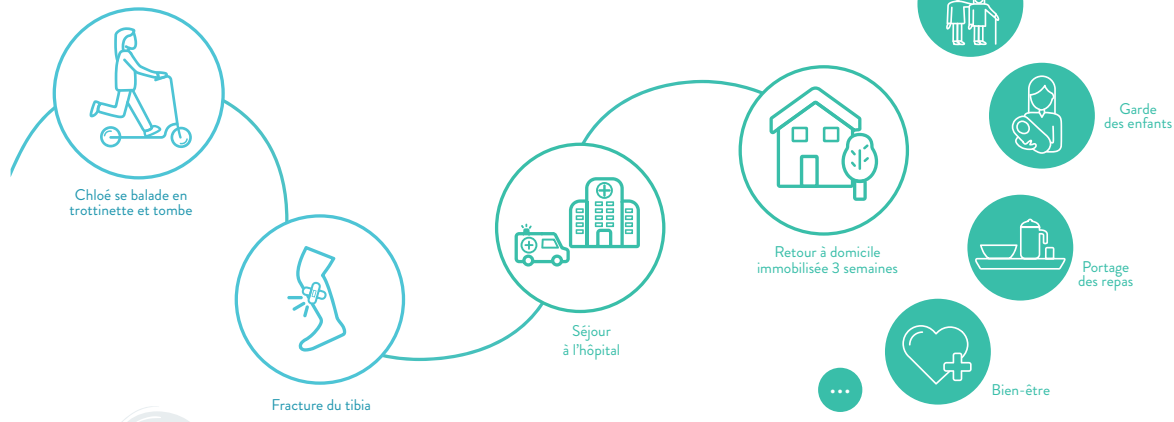 Chloé se balade en
trottinette et tombe
Fracture du tibia
Séjour
à l'hôpital
Retour à domicile
immobilisée 3 semaines
Garde
des enfants
Portage
des repas
Bien-être
...